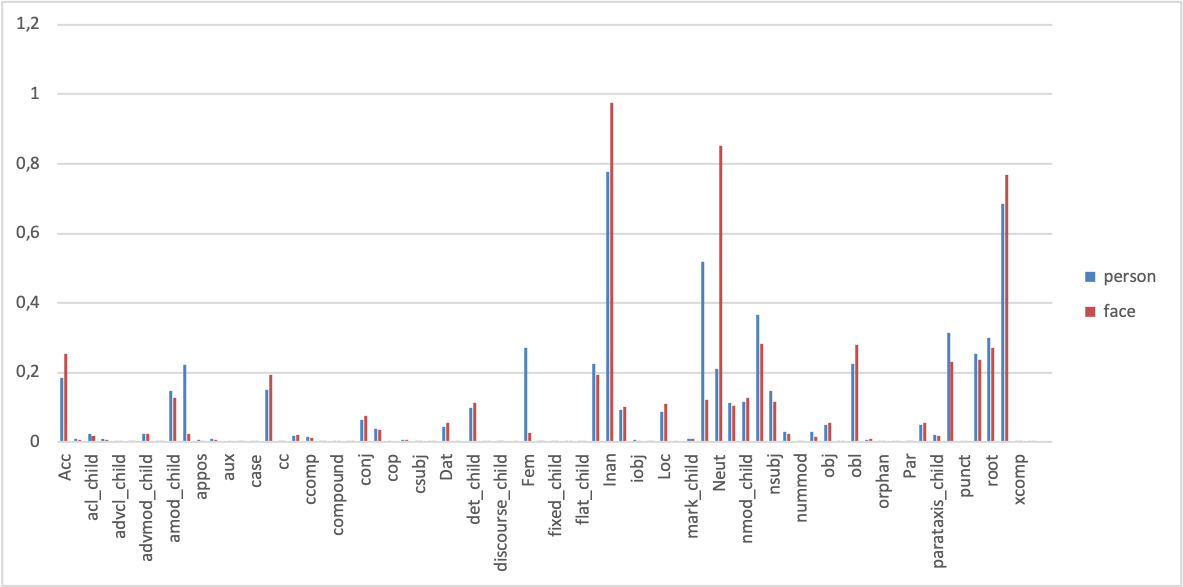 1,2
1
0,8
0,6
0,4
0,2
0
Acc
acl_child
advcl_child
advmod_child
amod_child
appos
aux
case
cc
ccomp
compound
conj
cop
csubj
Dat
det_child
discourse_child
Fem
fixed_child
flat_child
Inan
iobj
Loc
mark_child
Neut
nmod_child
nsubj
nummod
obj
obl
orphan
Par
parataxis_child
punct
root
xcomp
person
face